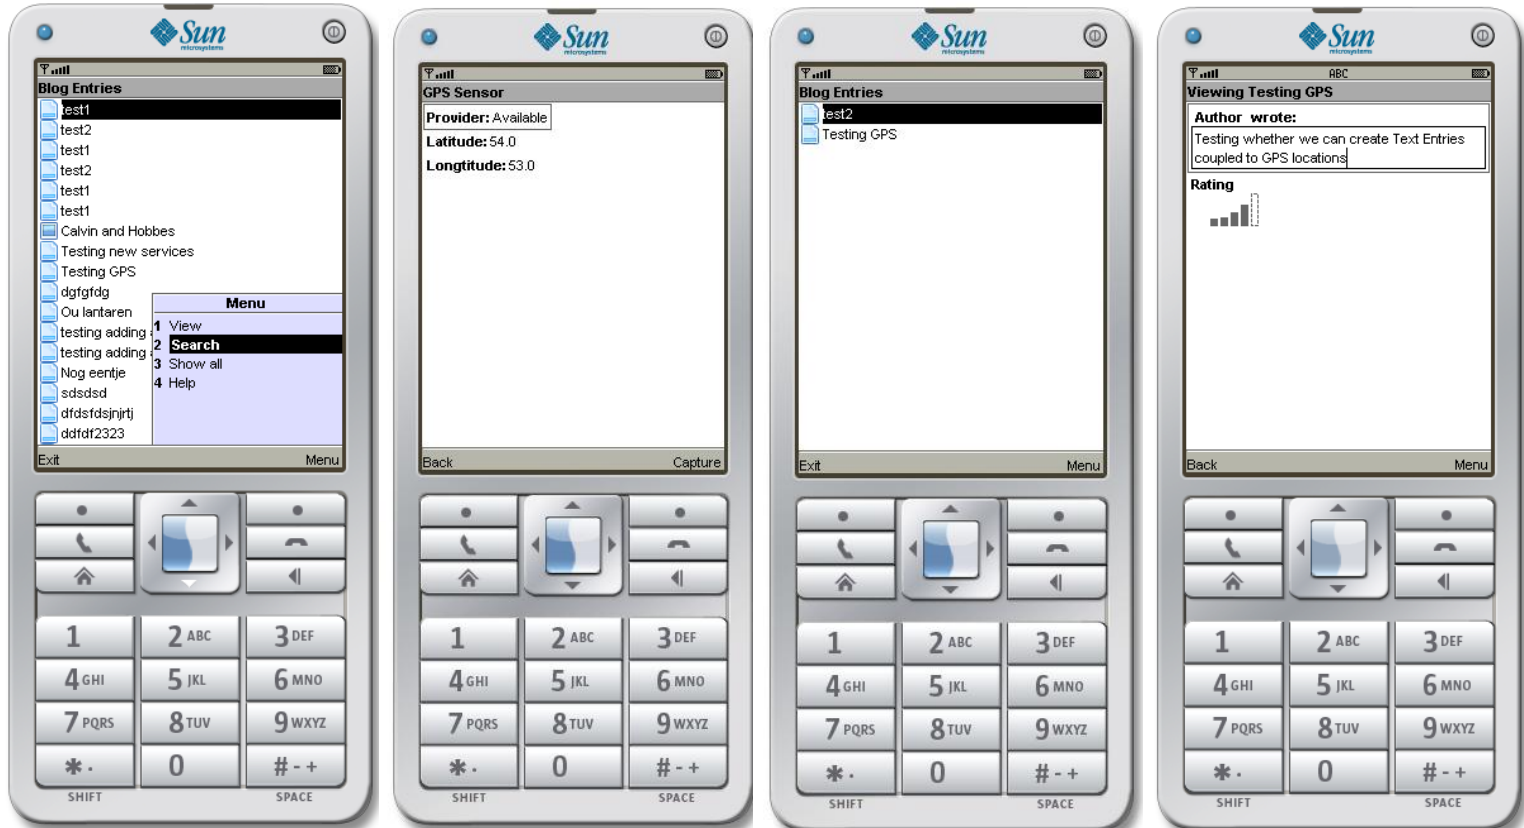 Sun
microsystems
Blog Entries
test1
test2
test1
test2
test1
test1
Calvin and Hobbes
Testing new services
Testing GPS
dgfgfdg
Ou lantaren
testing adding
testing adding
Nog eentje
sdsdsd
dfdsfdsjnjrtj
ddfdf2323
Menu
1 View
2 Search
3 Show all
4 Help
Exit Menu
1 2 ABC 3 DEF
4 GHI 5 JKL 6 MNO
7 PQRS 8 TUV 9 WXYZ
* . 0 # - +
SHIFT SPACE
Sun
microsystems
GPS Sensor
Provider: Available
Latitude: 54.0
Longtitude: 53.0
Back Capture
1 2 ABC 3 DEF
4 GHI 5 JKL 6 MNO
7 PQRS 8 TUV 9 WXYZ
* . 0 # - +
SHIFT SPACE
Sun
microsystems
Blog Entries
test2
Testing GPS
Exit Menu
1 2 ABC 3 DEF
4 GHI 5 JKL 6 MNO
7 PQRS 8 TUV 9 WXYZ
* . 0 # - +
SHIFT SPACE
Sun
microsystems
ABC
Viewing Testing GPS
Author wrote:
Testing whether we can create Text Entries
coupled to GPS locations
Rating
Back Menu
1 2 ABC 3 DEF
4 GHI 5 JKL 6 MNO
7 PQRS 8 TUV 9 WXYZ
* . 0 # - +
SHIFT SPACE